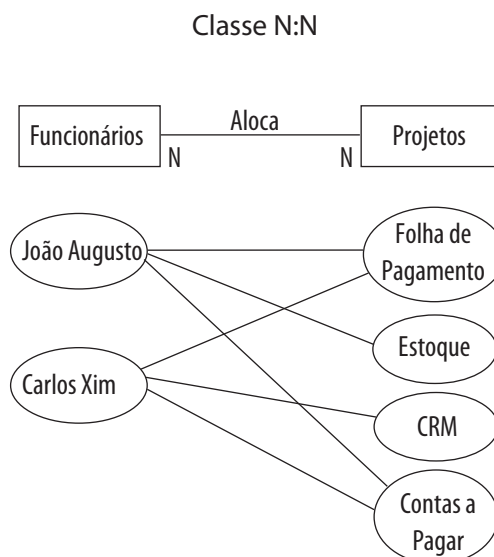 Classe N:N
Funcionários
Aloca
Projetos
N
N
João Augusto
Folha de
Pagamento
Estoque
Carlos Xim
CRM
Contas a
Pagar